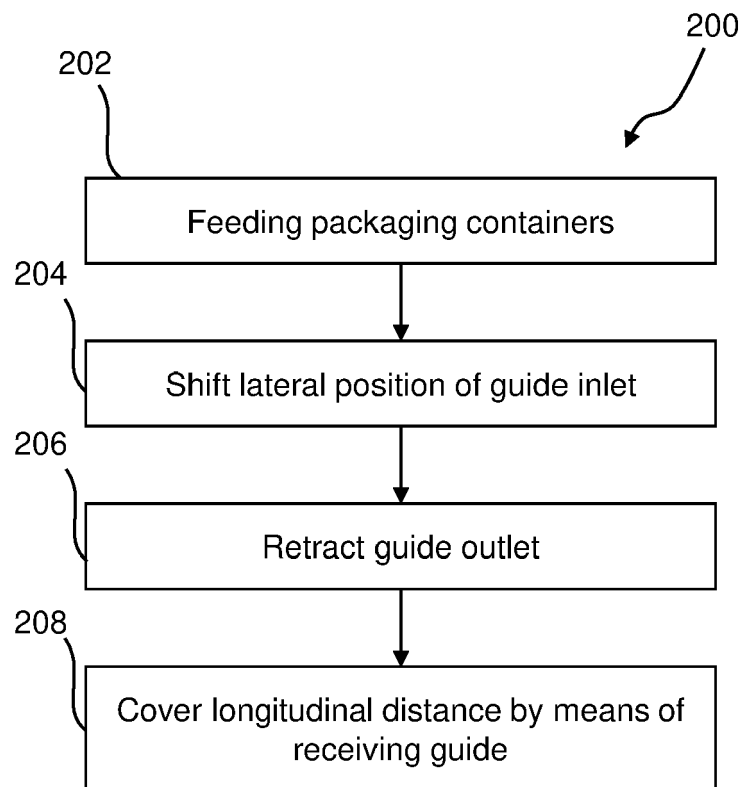 200
202
Feeding packaging containers
204
Shift lateral position of guide inlet
206
Retract guide outlet
208
Cover longitudinal distance by means of
receiving guide